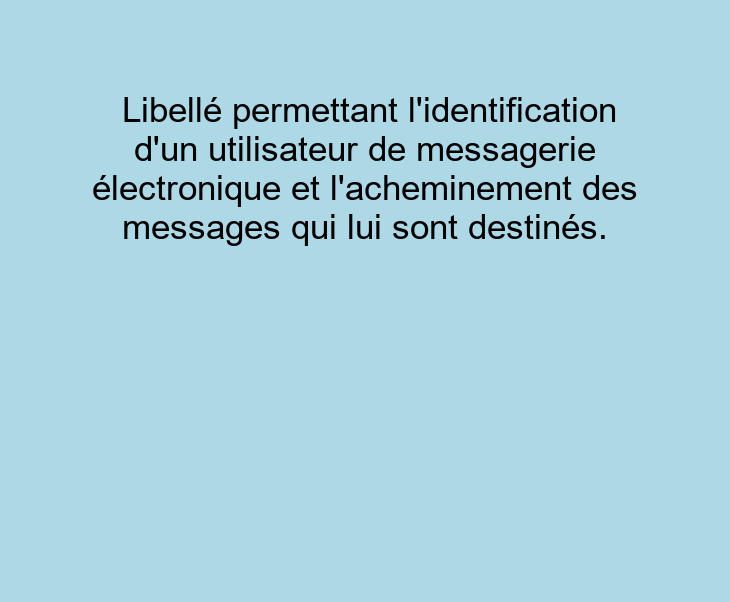 Libellé permettant l'identification
d'un utilisateur de messagerie
électronique et l'acheminement des
messages qui lui sont destinés.